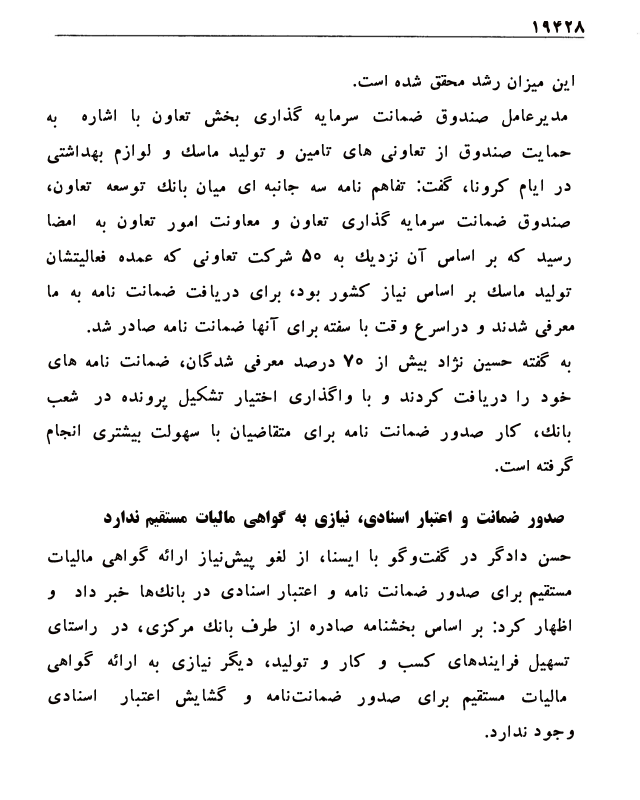 ۱۹۴۲۸
این میزان رشد محقق شده است.
مدیرعامل صندوق ضمانت سرمایه گذاری بخش تعاون با اشاره به
حمایت صندوق از تعاونی های تامین و تولید ماسك و لوازم بهداشتی
در ایام کرونا، گفت: تفاهم نامه سه جانبه ای میان بانك توسعه تعاون،
صندوق ضمانت سرمایه گذاری تعاون و معاونت امور تعاون به امضا
رسید که بر اساس آن نزدیك به ۵۰ شرکت تعاونی که عمده فعالیتشان
تولید ماسك بر اساس نیاز کشور بود، برای دریافت ضمانت نامه به ما
معرفی شدند و دراسرع وقت با سفته برای آنها ضمانت نامه صادر شد.
به گفته حسین نژاد بیش از ۷۰ درصد معرفی شدگان، ضمانت نامه های
خود را دریافت کردند و با واگذاری اختیار تشکیل پرونده در شعب
بانك، کار صدور ضمانت نامه برای متقاضیان با سهولت بیشتری انجام
گرفته است.
صدور ضمانت و اعتبار اسنادی، نیازی به گواهی مالیات مستقیم ندارد
حسن دادگر در گفت‌وگو با ایسنا، از لغو پیش‌نیاز ارائه گواهی مالیات
مستقیم برای صدور ضمانت نامه و اعتبار اسنادی در بانك‌ها خبر داد و
اظهار کرد: بر اساس بخشنامه صادره از طرف بانك مرکزی، در راستای
تسهیل فرایندهای کسب و کار و تولید، دیگر نیازی به ارائه گواهی
مالیات مستقیم برای صدور ضمانت‌نامه و گشایش اعتبار اسنادی
وجود ندارد.